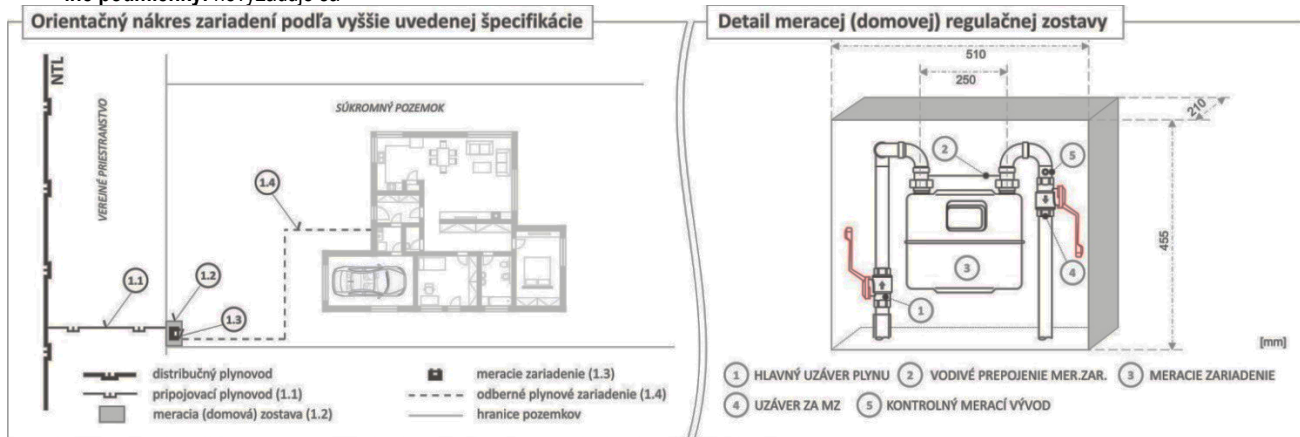 Iné podmienky: nevyžaduje sa
Orientačný nákres zariadení podľa vyššie uvedenej špecifikácie
NTL
VEREJNÉ PRIESTRANSTVO
SÚKROMNÝ POZEMOK
1.4
1.1
1.2
1.3
distribučný plynovod
pripojovací plynovod (1.1)
meracia (domová) zostava (1.2)
meracie zariadenie (1.3)
odberné plynové zariadenie (1.4)
hranice pozemkov
Detail meracej (domovej) regulačnej zostavy
510
250
210
455
2
5
3
4
1
[mm]
1 HLAVNÝ UZÁVER PLYNU 2 VODIVÉ PREPOJENIE MER.ZAR. 3 MERACIE ZARIADENIE
4 UZÁVER ZA MZ 5 KONTROLNÝ MERACÍ VÝVOD